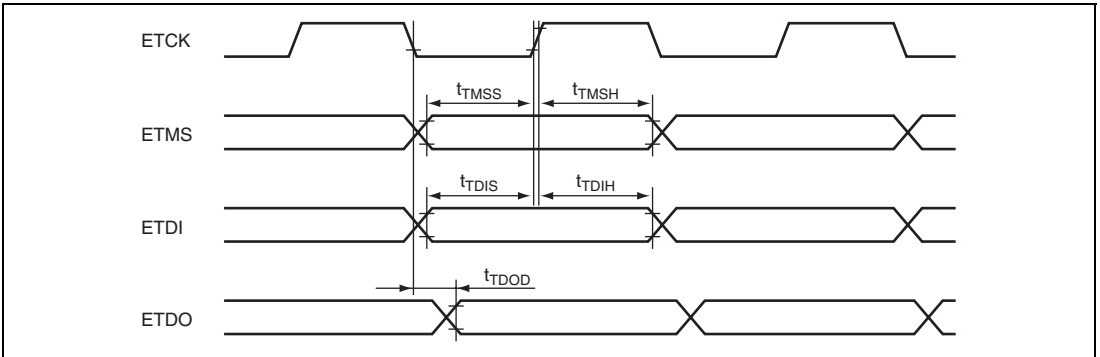 ETCK
tTMSS tTMSH
ETMS
tTDIS tTDIH
ETDI
tTDOD
ETDO